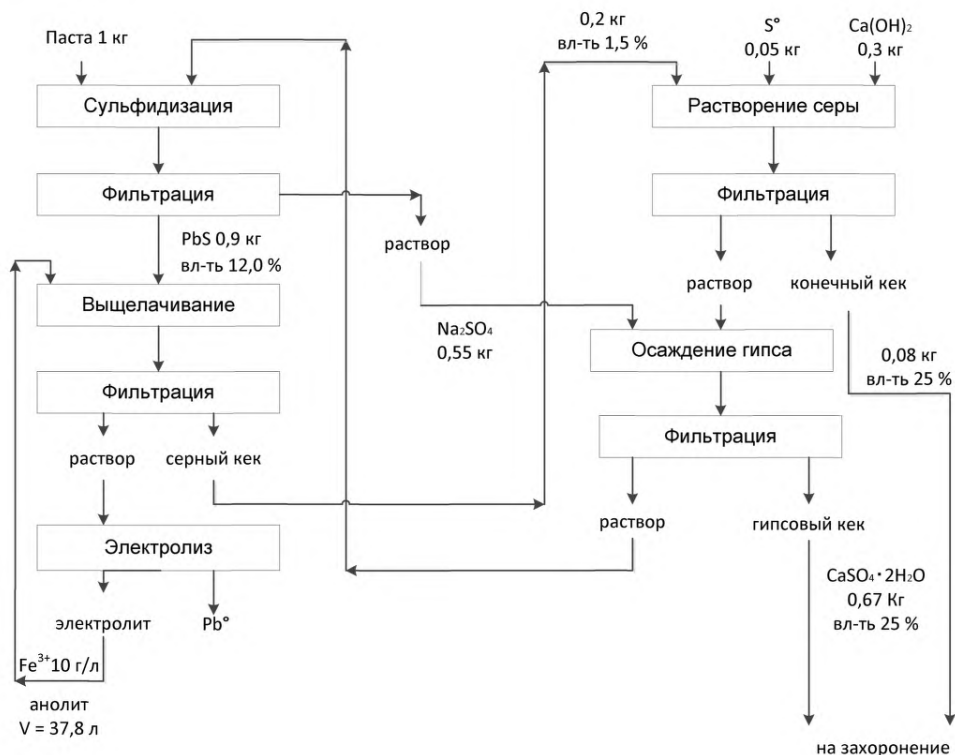 Паста 1 кг
Сульфидизация
Фильтрация
PbS 0,9 кг
вл-ть 12,0 %
Выщелачивание
Фильтрация
раствор
серный кек
Электролиз
электролит
Pb°
Fe³⁺10 г/л
анолит
V = 37,8 л
раствор
Na₂SO₄
0,55 кг
0,2 кг
вл-ть 1,5 %
S°
0,05 кг
Ca(OH)₂
0,3 кг
Растворение серы
Фильтрация
раствор
конечный кек
Осаждение гипса
0,08 кг
вл-ть 25 %
Фильтрация
раствор
гипсовый кек
CaSO₄·2H₂O
0,67 Кг
вл-ть 25 %
на захоронение